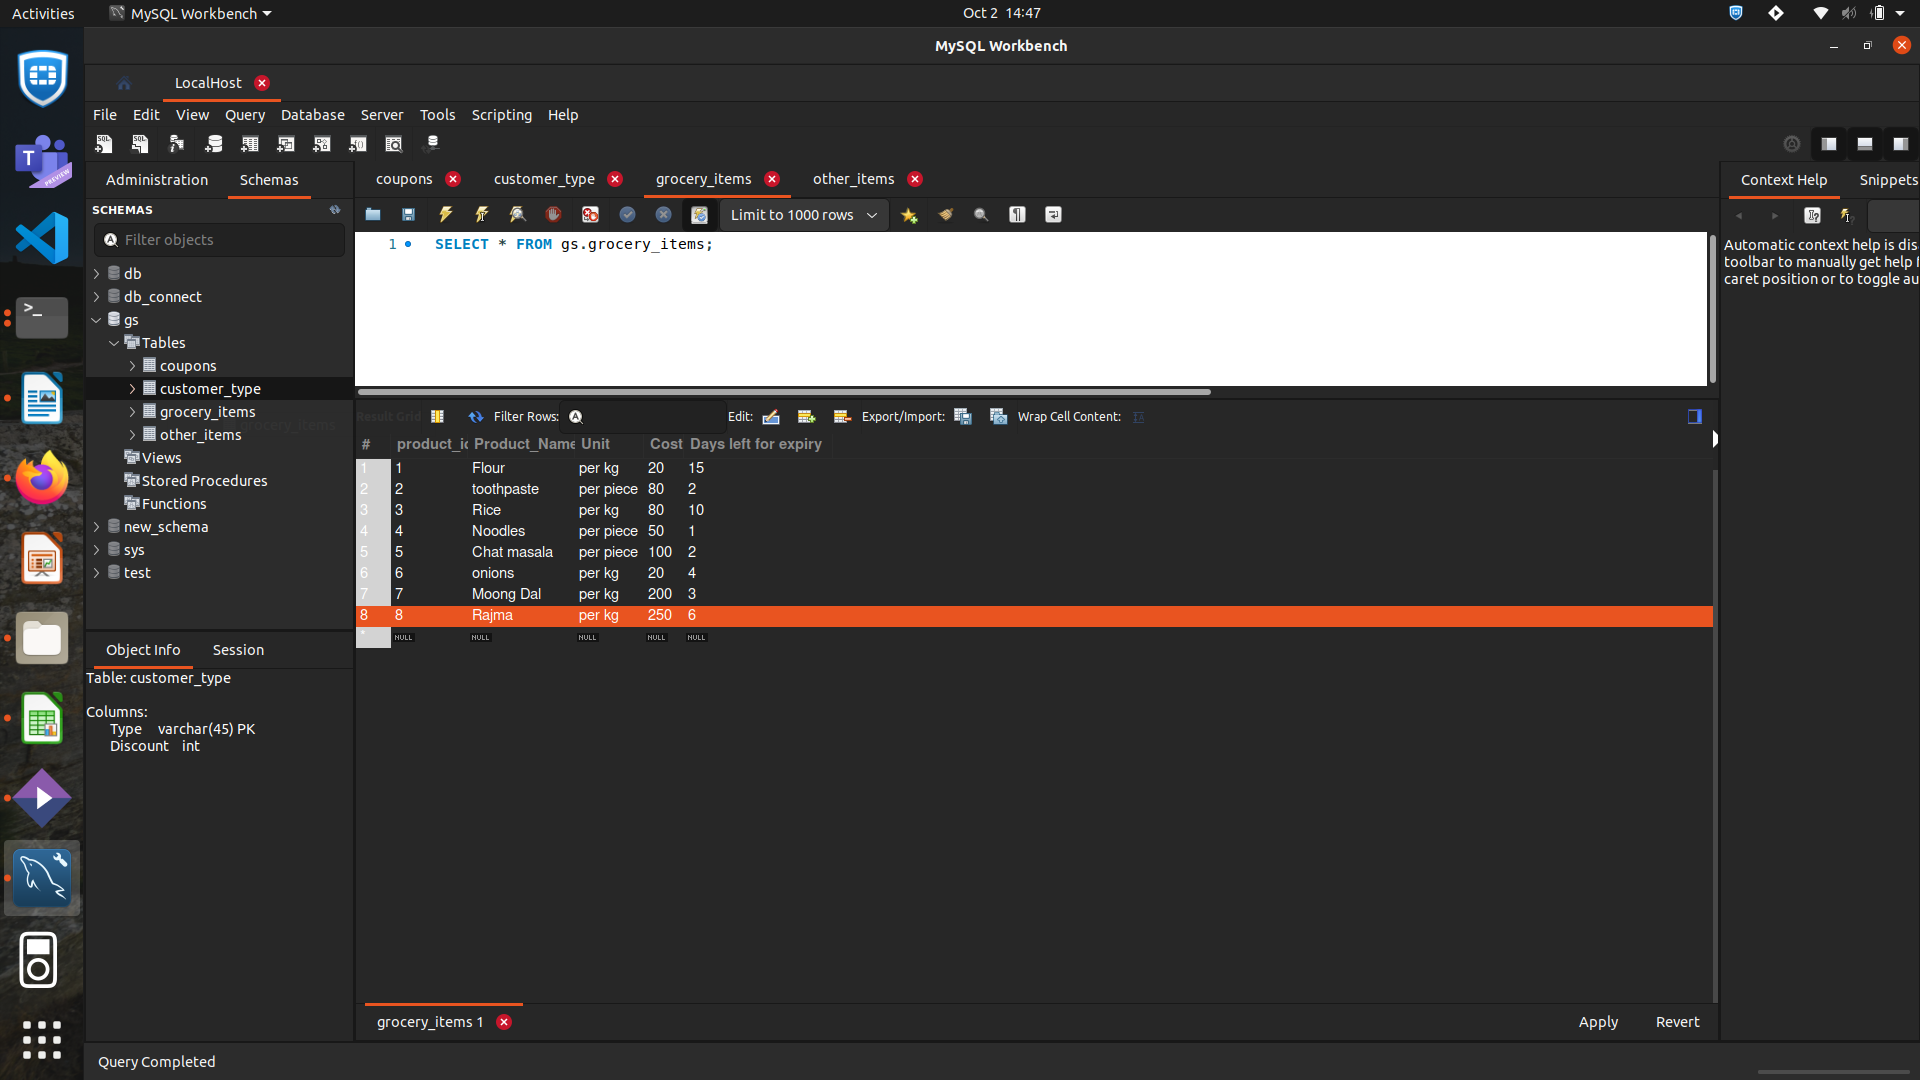 Activities MySQL Workbench Oct 2 14:47
MySQL Workbench
LocalHost
File Edit View Query Database Server Tools Scripting Help
Administration Schemas
coupons customer_type grocery_items other_items
Context Help Snippets
SCHEMAS
Limit to 1000 rows
Filter objects
1 SELECT * FROM gs.grocery_items;
Automatic context help is dis
toolbar to manually get help f
caret position or to toggle au
db
db_connect
gs
Tables
coupons
customer_type
grocery_items
other_items
Views
Stored Procedures
Functions
new_schema
sys
test
Result Grid Filter Rows: Edit: Export/Import: Wrap Cell Content:
# product_id Product_Name Unit Cost Days left for expiry
1 1 Flour per kg 20 15
2 2 toothpaste per piece 80 2
3 3 Rice per kg 80 10
4 4 Noodles per piece 50 1
5 5 Chat masala per piece 100 2
6 6 onions per kg 20 4
7 7 Moong Dal per kg 200 3
8 8 Rajma per kg 250 6
* NULL NULL NULL NULL NULL
Object Info Session
Table: customer_type
Columns:
Type varchar(45) PK
Discount int
grocery_items 1
Apply Revert
Query Completed